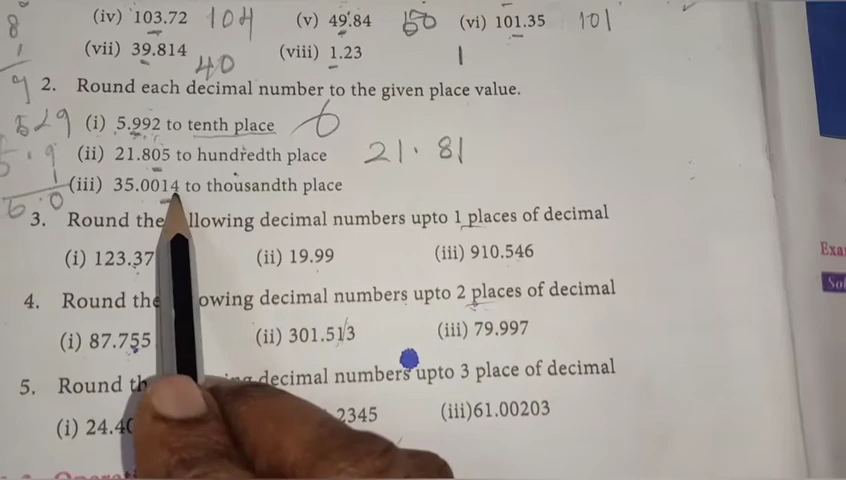 (iv) 103.72 104 (v) 49.84 50 (vi) 101.35 101
(vii) 39.814 40 (viii) 1.23 1
2. Round each decimal number to the given place value.
(i) 5.992 to tenth place 6
(ii) 21.805 to hundredth place 21.81
(iii) 35.0014 to thousandth place
3. Round the llowing decimal numbers upto 1 places of decimal
(i) 123.37 (ii) 19.99 (iii) 910.546
4. Round the owing decimal numbers upto 2 places of decimal
(i) 87.755 (ii) 301.513 (iii) 79.997
5. Round th ng decimal numbers upto 3 place of decimal
(i) 24.40 .2345 (iii)61.00203